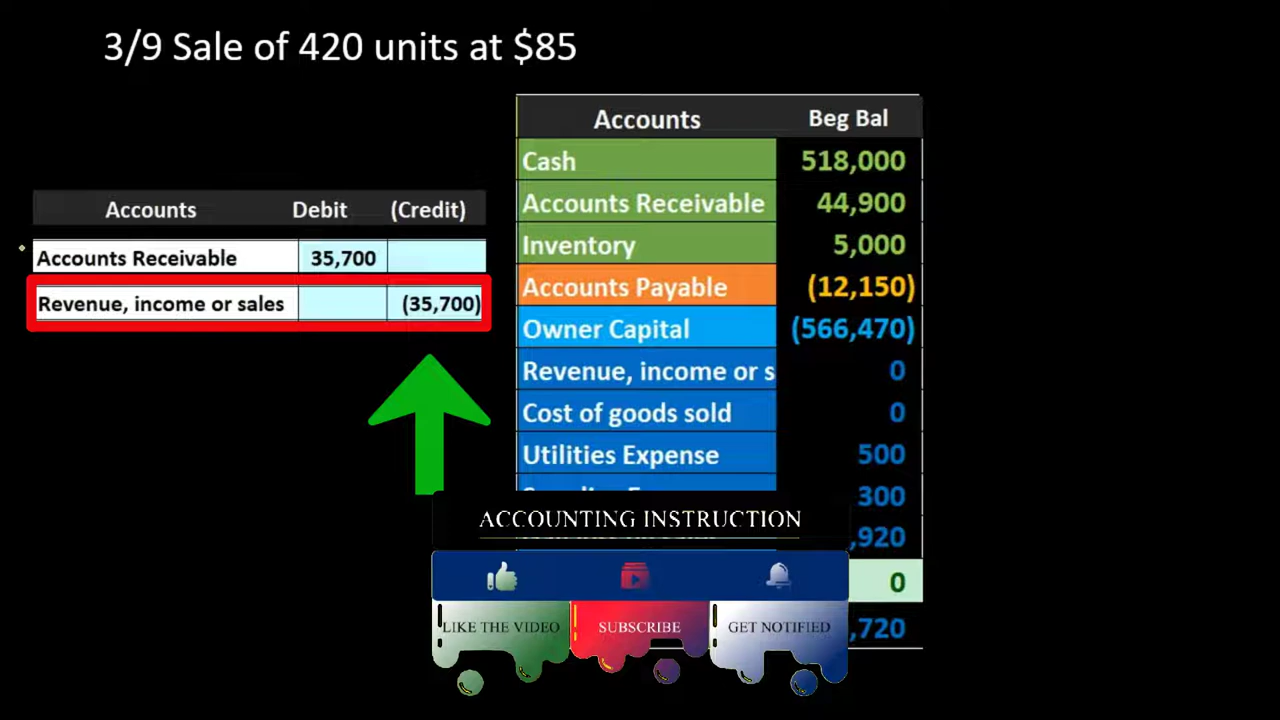 3/9 Sale of 420 units at $85
Accounts Debit (Credit)
Accounts Receivable 35,700
Revenue, income or sales (35,700)
Accounts Beg Bal
Cash 518,000
Accounts Receivable 44,900
Inventory 5,000
Accounts Payable (12,150)
Owner Capital (566,470)
Revenue, income or s 0
Cost of goods sold 0
Utilities Expense 500
300
,920
0
,720
ACCOUNTING INSTRUCTION
LIKE THE VIDEO SUBSCRIBE GET NOTIFIED